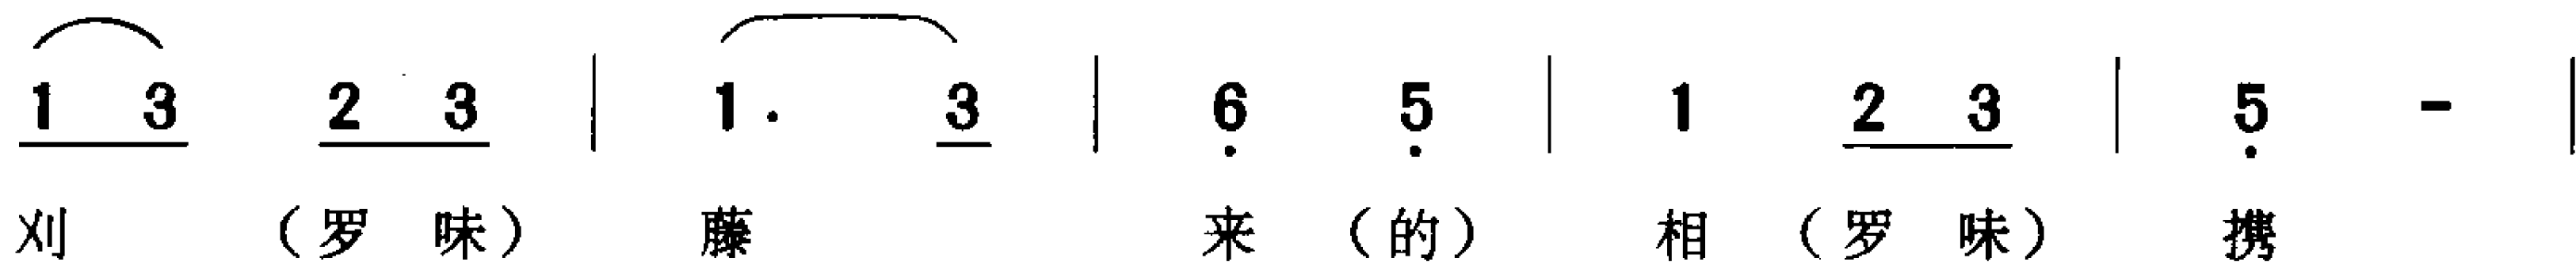 1 3 2 3 | 1. 3 | 6 5 | 1 2 3 | 5 - |
刈 （罗 味） 藤 来 （的） 相 （罗 味） 携